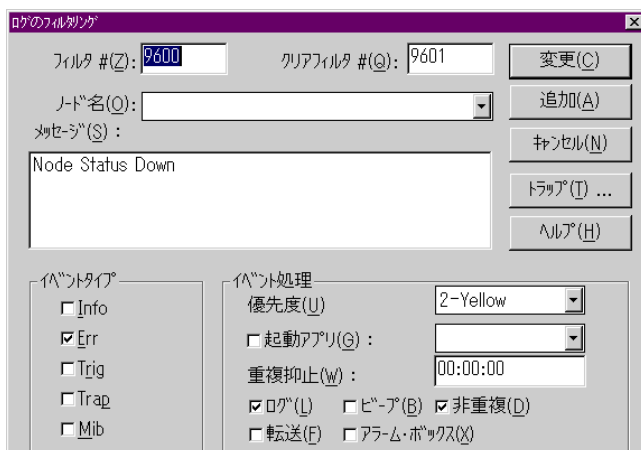 ログのフィルタリング
フィルタ #(Z): 9600 クリアフィルタ #(Q): 9601 変更(C)
ノード名(O): 追加(A)
メッセージ(S) : キャンセル(N)
Node Status Down
トラップ(T) ...
ヘルプ(H)
イベントタイプ イベント処理
Info 優先度(U) 2-Yellow
Err 起動アプリ(G) :
Trig 重複抑止(W) : 00:00:00
Trap ログ(L) ビープ(B) 非重複(D)
Mib 転送(F) アラーム・ボックス(X)